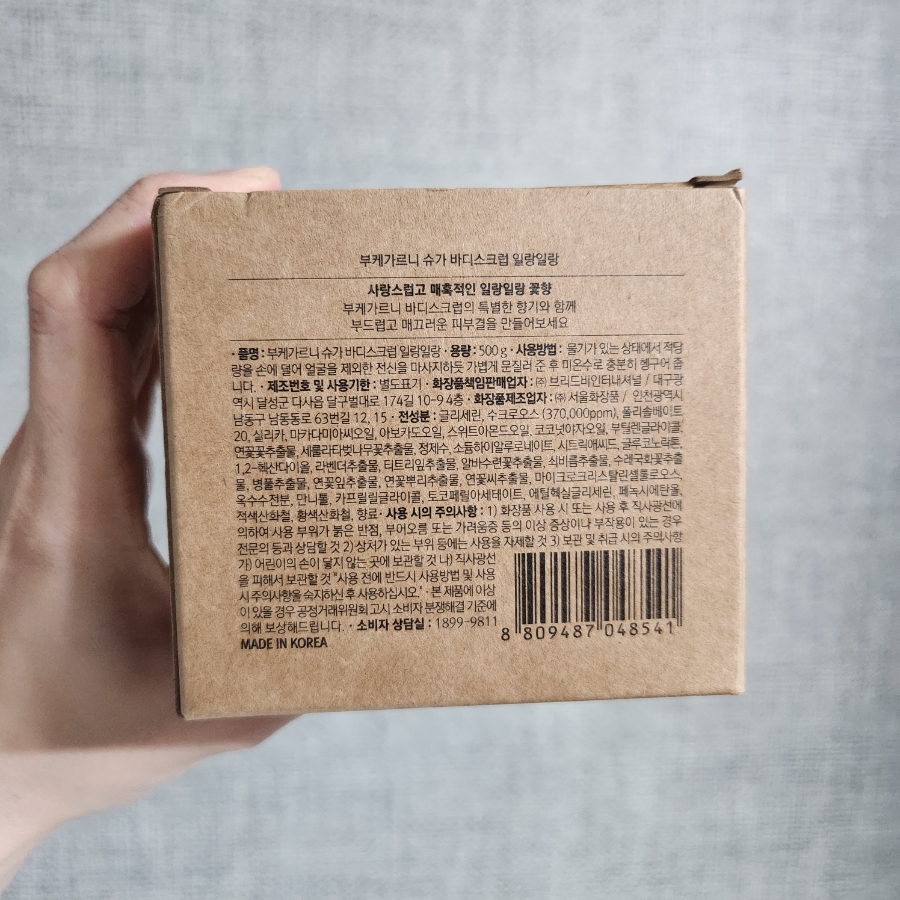 부케가르니 슈가 바디스크럽 일랑일랑
사랑스럽고 매혹적인 일랑일랑 꽃향
부케가르니 바디스크럽의 특별한 향기와 함께
부드럽고 매끄러운 피부결을 만들어보세요
· 품명 : 부케가르니 슈가 바디스크럽 일랑일랑 · 용량 : 500 g · 사용방법 : 물기가 있는 상태에서 적당
량을 손에 덜어 얼굴을 제외한 전신을 마사지하듯 가볍게 문질러 준 후 미온수로 충분히 헹구어 줍
니다. · 제조번호 및 사용기한 : 별도표기 · 화장품책임판매업자 : ㈜ 브리드비인터내셔널 / 대구광
역시 달성군 다사읍 달구벌대로 174길 10-9 4층 · 화장품제조업자 : ㈜ 서울화장품 / 인천광역시
남동구 남동동로 63번길 12, 15 · 전성분 : 글리세린, 수크로오스 (370,000ppm), 폴리솔베이트
20, 실리카, 마카다미아씨오일, 아보카도오일, 스위트아몬드오일, 코코넛야자오일, 부틸렌글라이콜,
연꽃꽃추출물, 세룰라타벚나무꽃추출물, 정제수, 소듐하이알루로네이트, 시트릭애씨드, 글루코노락톤,
1,2-헥산다이올, 라벤더추출물, 티트리잎추출물, 알바수련꽃추출물, 쇠비름추출물, 수레국화꽃추출
물, 병풀추출물, 연꽃잎추출물, 연꽃뿌리추출물, 연꽃씨추출물, 마이크로크리스탈린셀룰로오스,
옥수수전분, 만니톨, 카프릴릴글라이콜, 토코페릴아세테이트, 에틸헥실글리세린, 페녹시에탄올,
적색산화철, 황색산화철, 향료 · 사용 시의 주의사항 : 1) 화장품 사용 시 또는 사용 후 직사광선에
의하여 사용 부위가 붉은 반점, 부어오름 또는 가려움증 등의 이상 증상이나 부작용이 있는 경우
전문의 등과 상담할 것 2) 상처가 있는 부위 등에는 사용을 자제할 것 3) 보관 및 취급 시의 주의사항
가) 어린이의 손이 닿지 않는 곳에 보관할 것 나) 직사광선
을 피해서 보관할 것 "사용 전에 반드시 사용방법 및 사용
시 주의사항을 숙지하신 후 사용하십시오." · 본 제품에 이상
이 있을 경우 공정거래위원회 고시 소비자 분쟁해결 기준에
의해 보상해드립니다. · 소비자 상담실 : 1899-9811
MADE IN KOREA
8 809487 048541